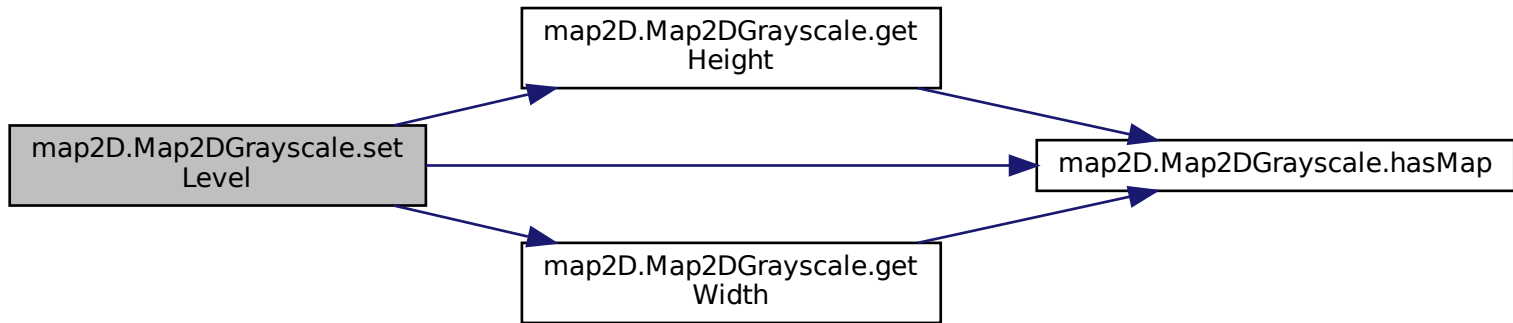 map2D.Map2DGrayscale.get
Height
map2D.Map2DGrayscale.set
Level
map2D.Map2DGrayscale.hasMap
map2D.Map2DGrayscale.get
Width